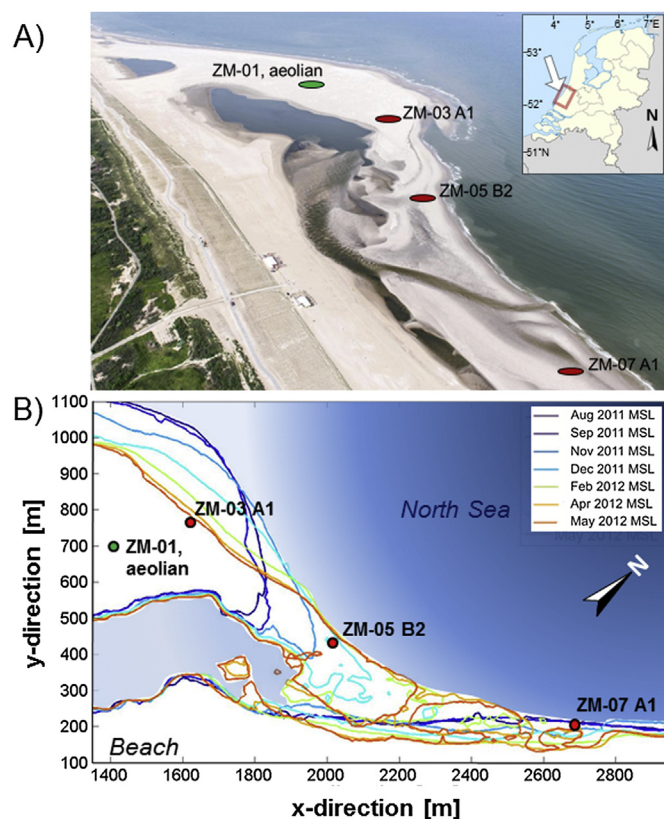 A)
ZM-01, aeolian
ZM-03 A1
ZM-05 B2
ZM-07 A1
4° 5° 6° 7°E
53°
52°
51°N
N
B)
1100
1000
900
800
700
600
500
400
300
200
100
y-direction [m]
Aug 2011 MSL
Sep 2011 MSL
Nov 2011 MSL
Dec 2011 MSL
Feb 2012 MSL
Apr 2012 MSL
May 2012 MSL
May 2012 MSL
North Sea
N
ZM-03 A1
ZM-01,
aeolian
ZM-05 B2
ZM-07 A1
Beach
1400 1600 1800 2000 2200 2400 2600 2800
x-direction [m]